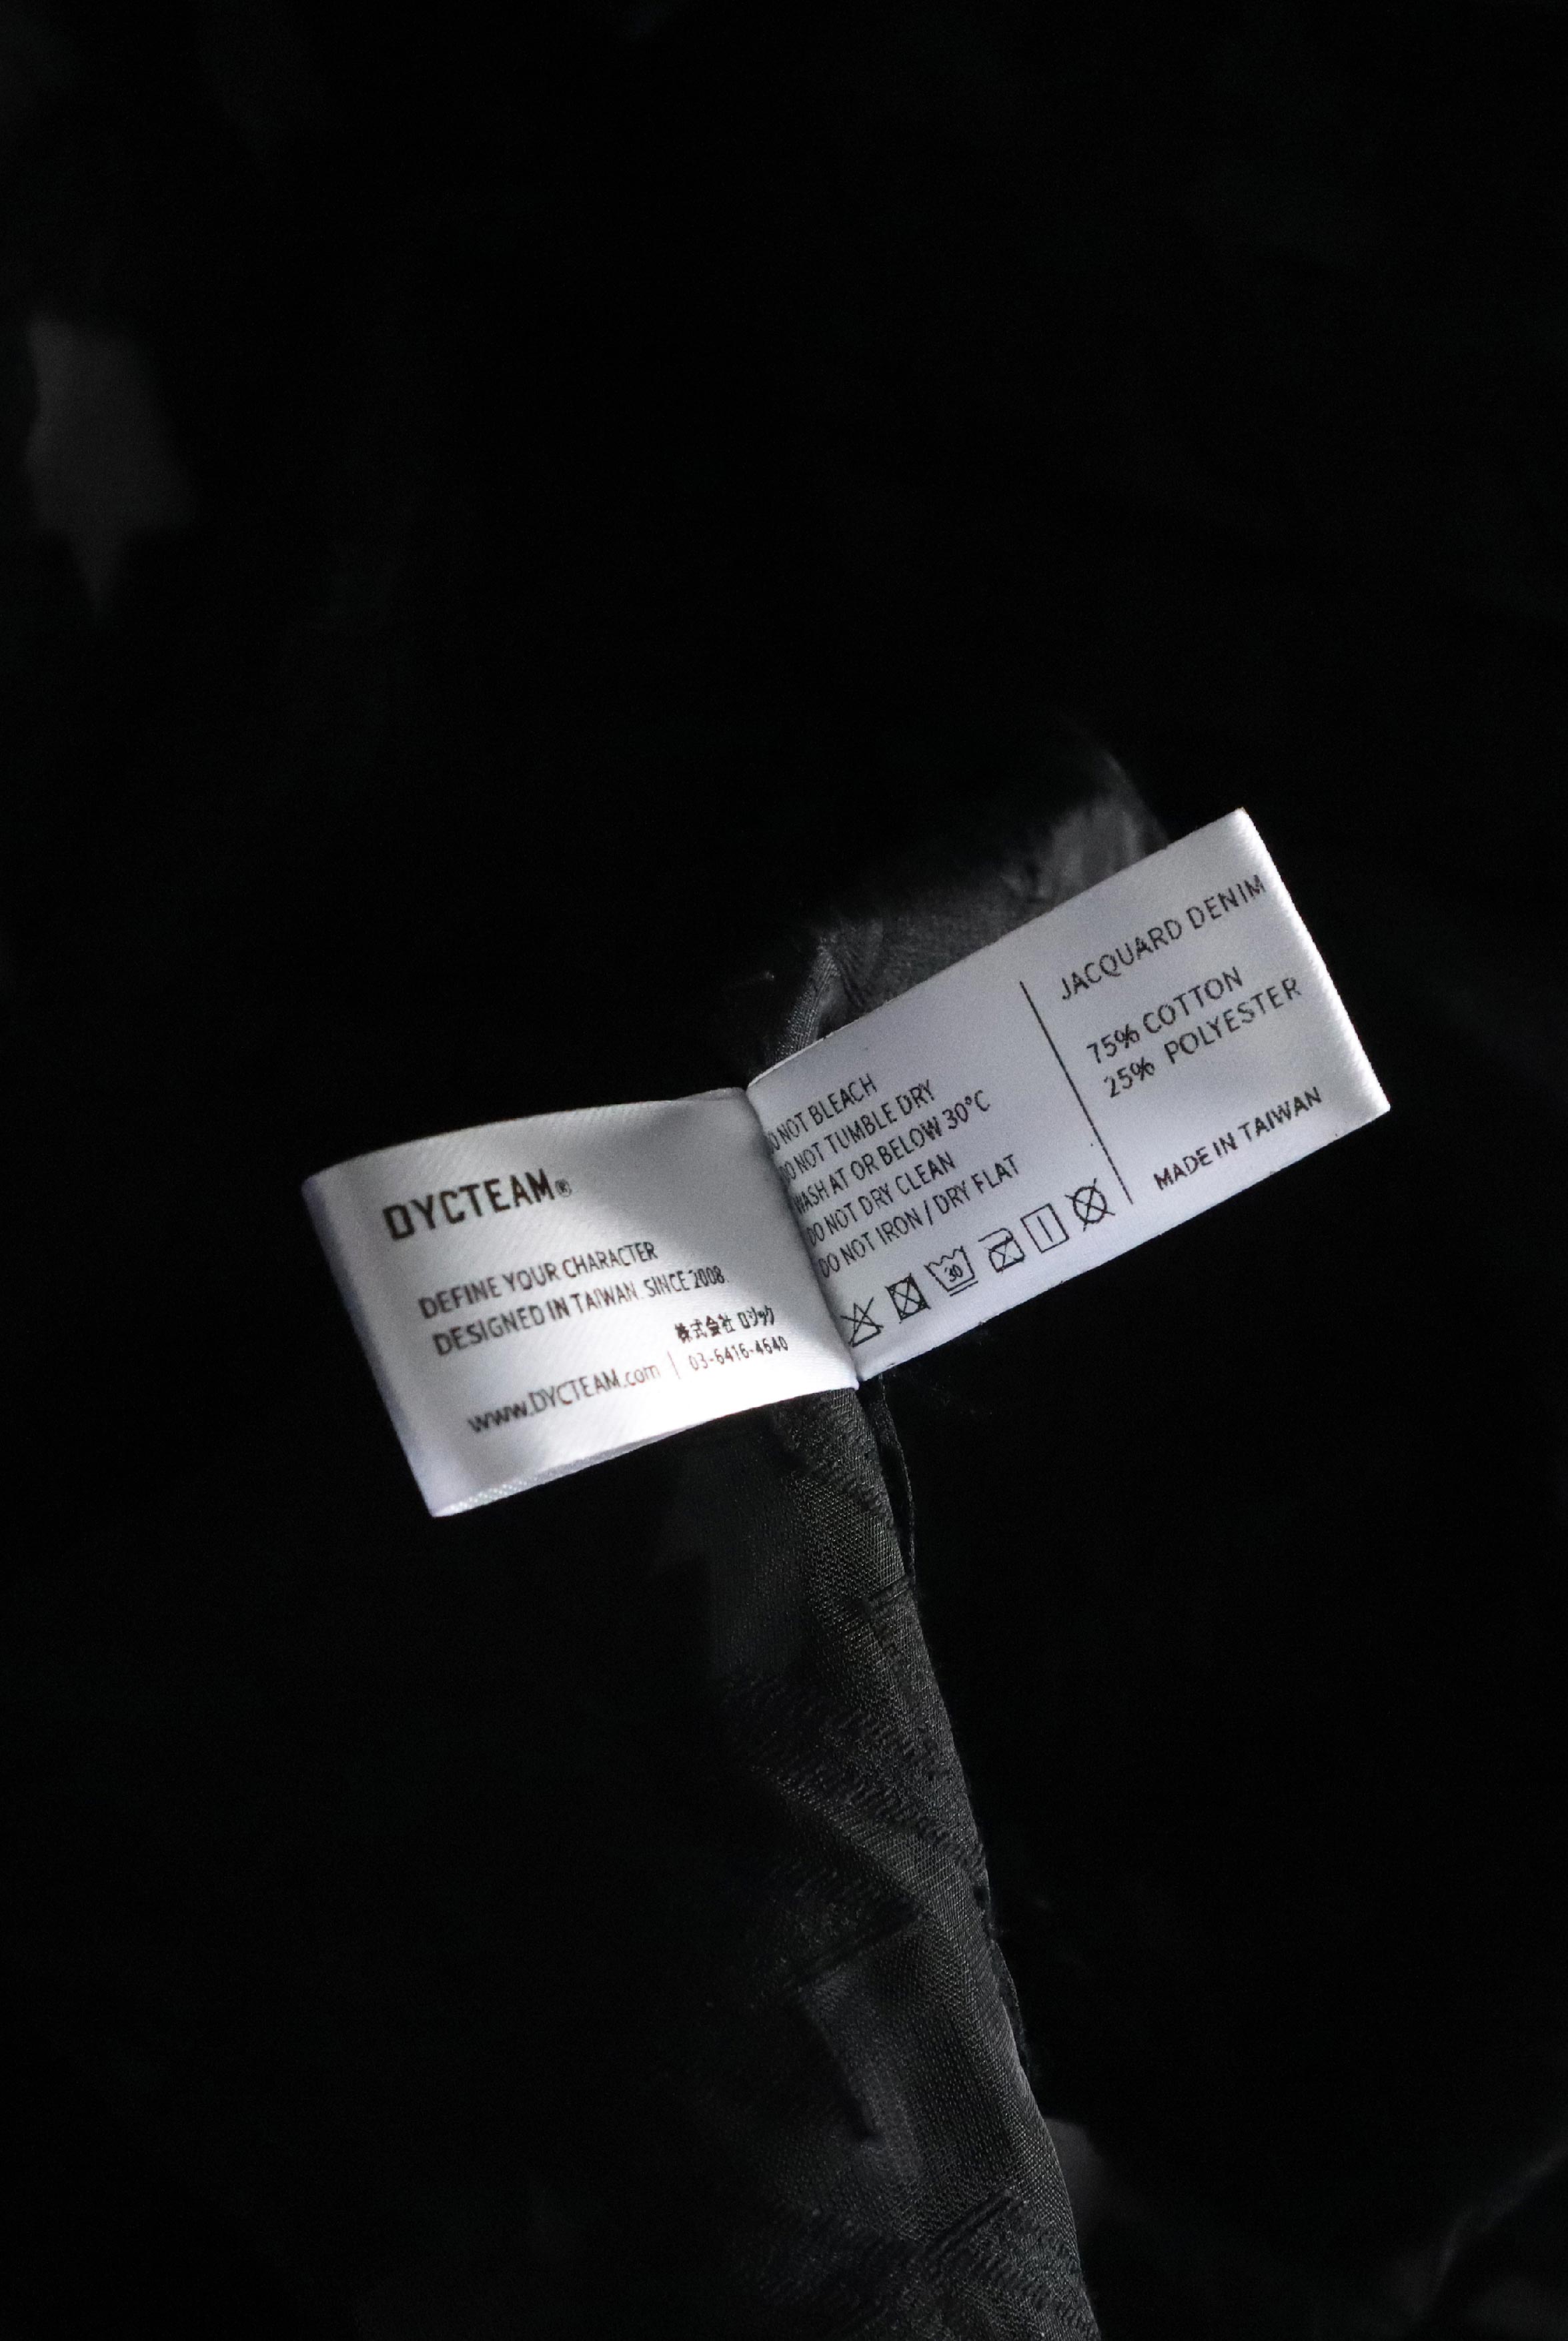 DYCTEAM®
DEFINE YOUR CHARACTER
DESIGNED IN TAIWAN. SINCE 2008.
株式会社 ロジック
www.DYCTEAM.com | 03-6416-4640
DO NOT BLEACH
DO NOT TUMBLE DRY
WASH AT OR BELOW 30°C
DO NOT DRY CLEAN
DO NOT IRON / DRY FLAT
30
JACQUARD DENIM
75% COTTON
25% POLYESTER
MADE IN TAIWAN